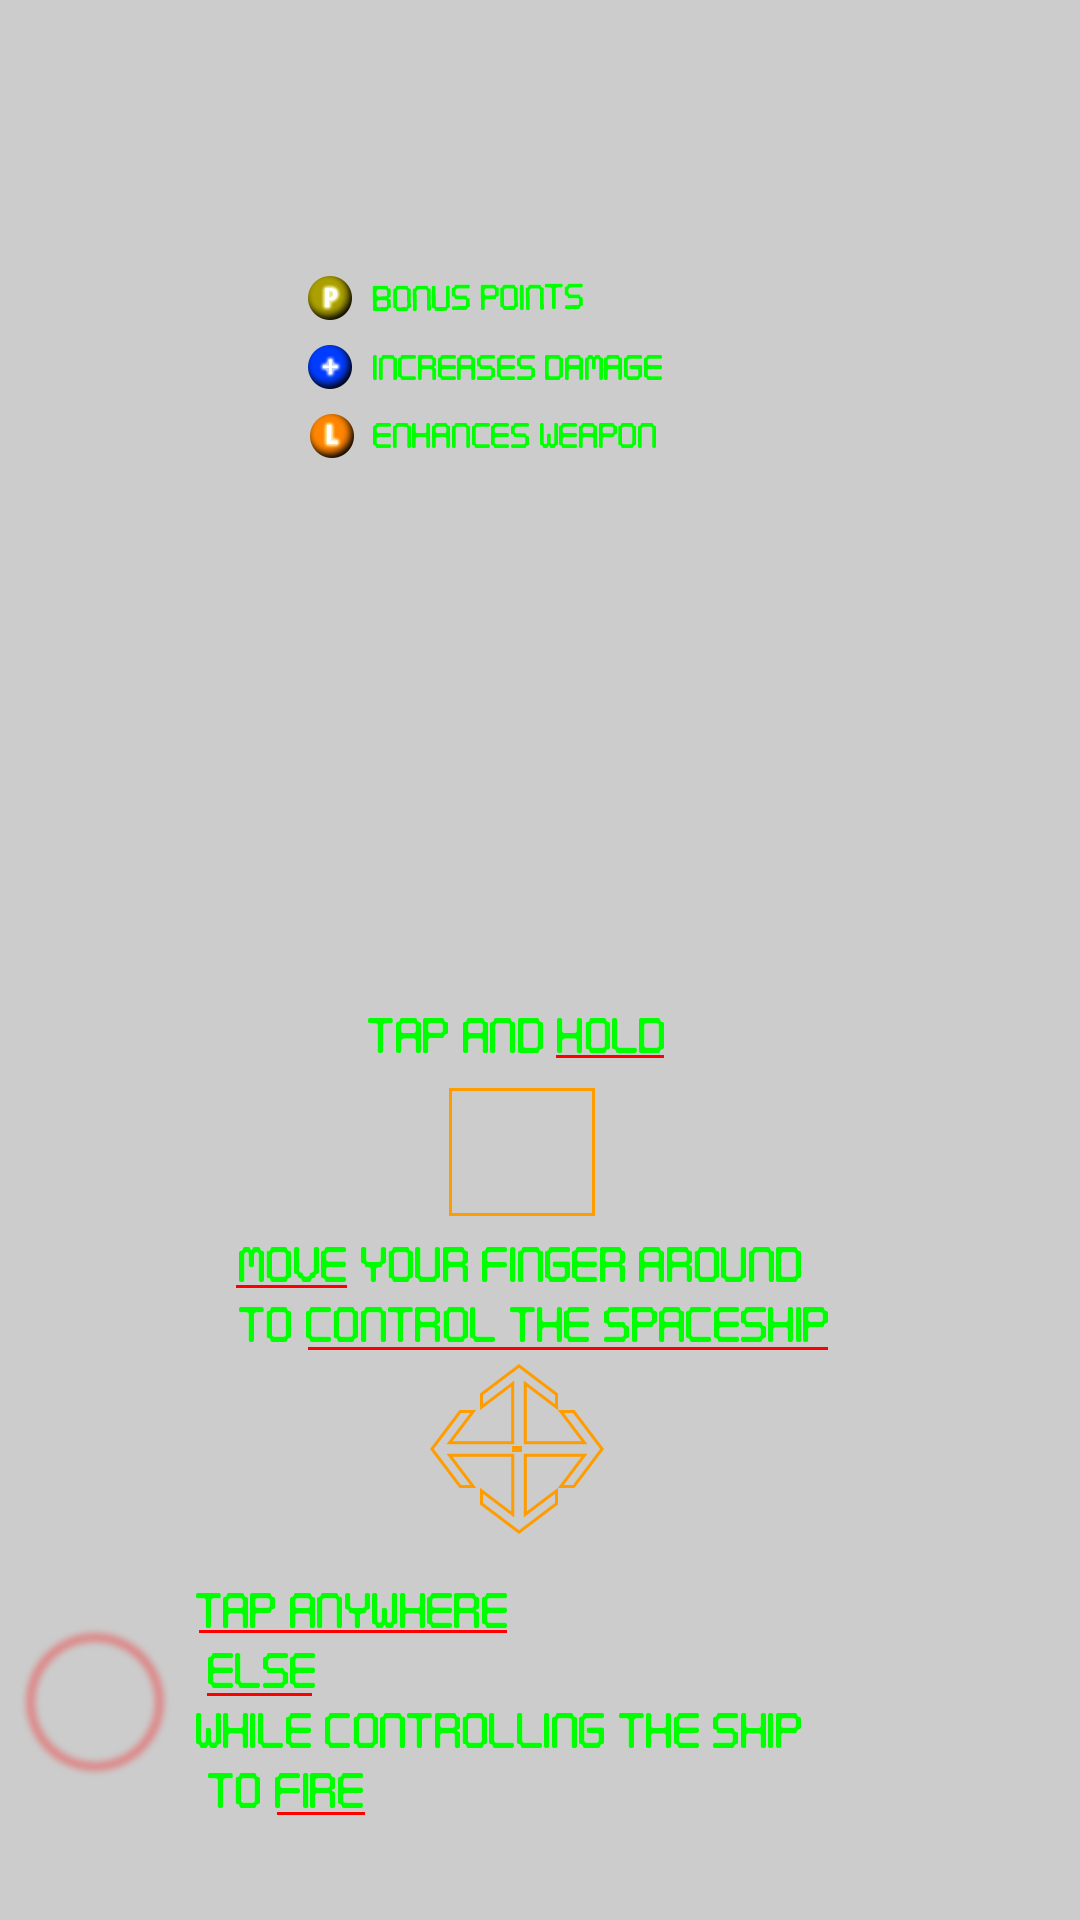 P BONUS POINTS
+ INCREASES DAMAGE
L ENHANCES WEAPON
TAP AND HOLD
MOVE YOUR FINGER AROUND
TO CONTROL THE SPACESHIP
TAP ANYWHERE
ELSE
WHILE CONTROLLING THE SHIP
TO FIRE